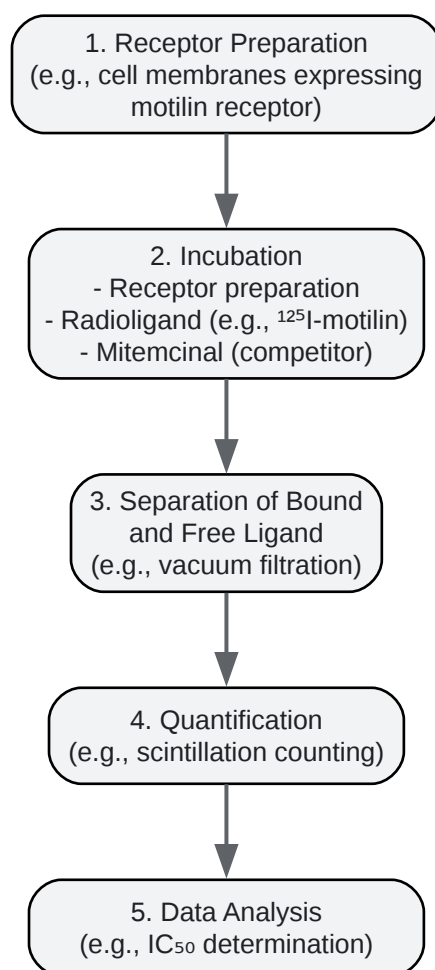 1. Receptor Preparation
(e.g., cell membranes expressing
motilin receptor)
2. Incubation
- Receptor preparation
- Radioligand (e.g., ¹²⁵I-motilin)
- Mitemcinal (competitor)
3. Separation of Bound
and Free Ligand
(e.g., vacuum filtration)
4. Quantification
(e.g., scintillation counting)
5. Data Analysis
(e.g., IC₅₀ determination)